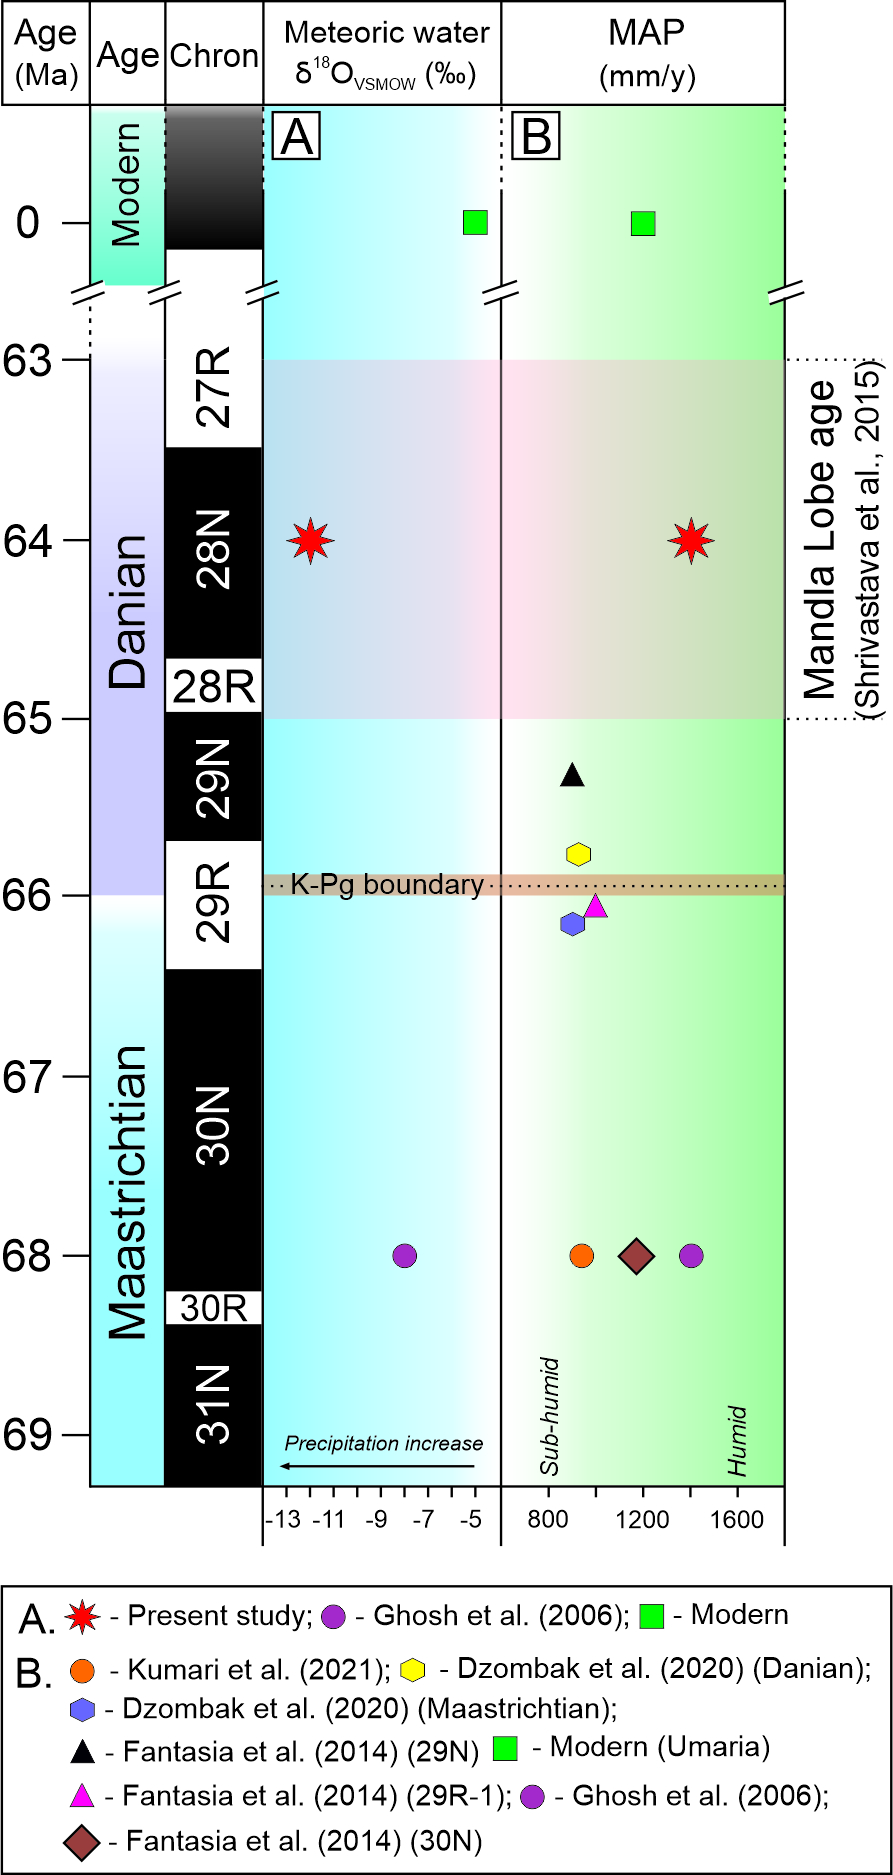 Age
(Ma)
Age
Chron
Meteoric water
δ¹⁸O_VSMOW (‰)
MAP
(mm/y)
A
B
Modern
0
63
64
65
66
67
68
69
Danian
Maastrichtian
27R
28N
28R
29N
29R
30N
30R
31N
K-Pg boundary
Mandla Lobe age
(Shrivastava et al., 2015)
Precipitation increase
Sub-humid
Humid
-13 -11 -9 -7 -5
800 1200 1600
A. - Present study; - Ghosh et al. (2006); - Modern
B. - Kumari et al. (2021); - Dzombak et al. (2020) (Danian);
- Dzombak et al. (2020) (Maastrichtian);
- Fantasia et al. (2014) (29N) - Modern (Umaria)
- Fantasia et al. (2014) (29R-1); - Ghosh et al. (2006);
- Fantasia et al. (2014) (30N)